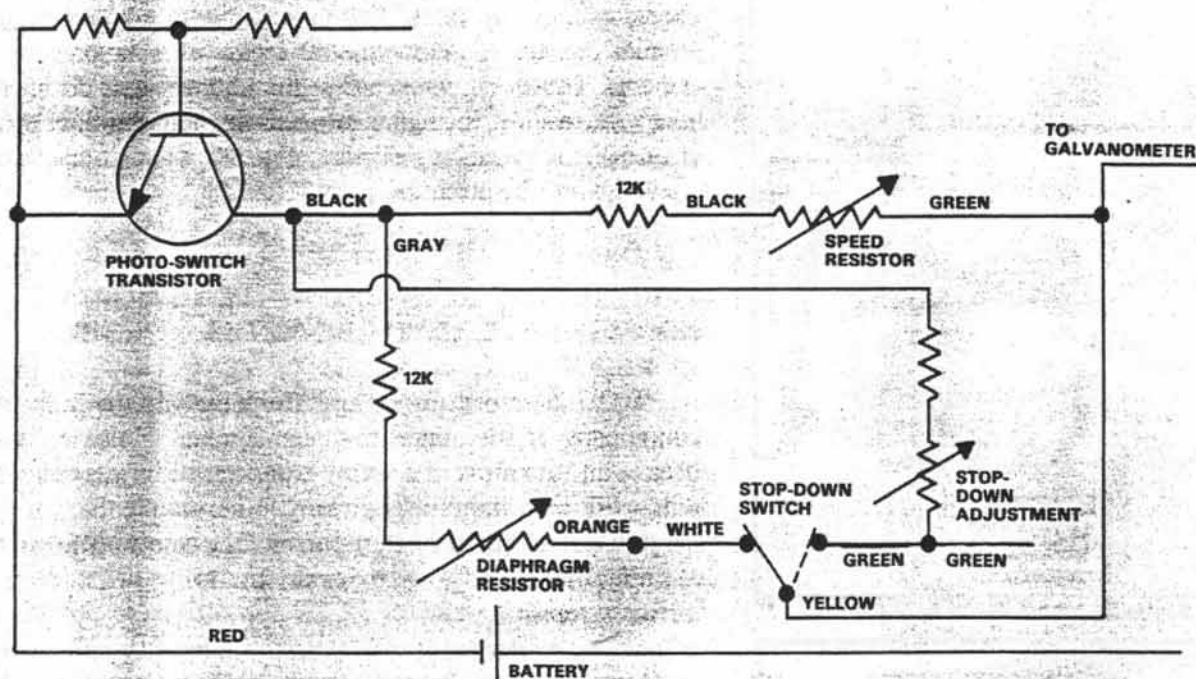 TO
GALVANOMETER
12K
BLACK
BLACK
GREEN
GRAY
SPEED
RESISTOR
PHOTO-SWITCH
TRANSISTOR
12K
STOP-DOWN
SWITCH
STOP-
DOWN
ADJUSTMENT
ORANGE
WHITE
GREEN
GREEN
DIAPHRAGM
RESISTOR
YELLOW
RED
BATTERY